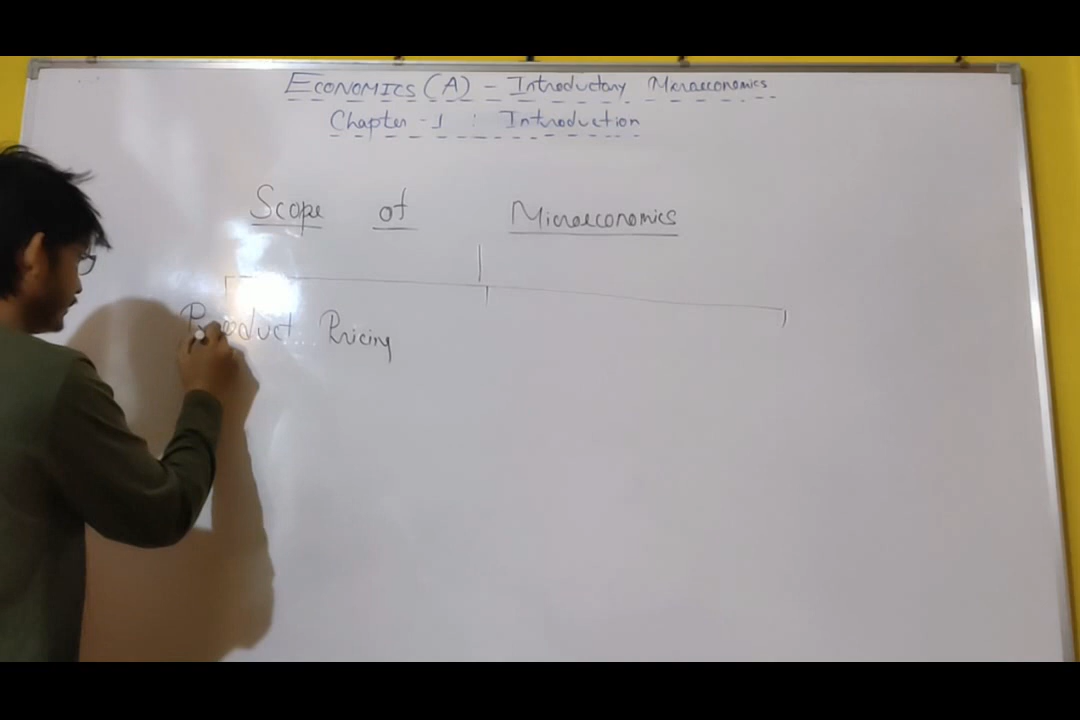 ECONOMICS (A) - Introductory Microeconomics
Chapter - 1 : Introduction
Scope of Microeconomics
Product Pricing